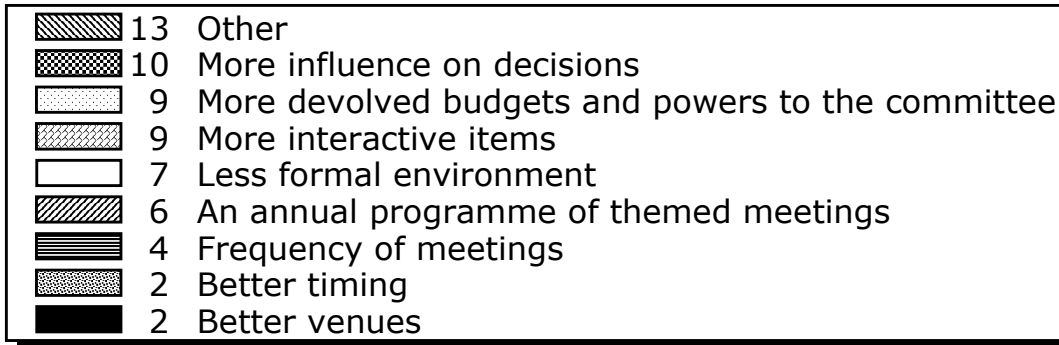 13 Other
10 More influence on decisions
9 More devolved budgets and powers to the committee
9 More interactive items
7 Less formal environment
6 An annual programme of themed meetings
4 Frequency of meetings
2 Better timing
2 Better venues